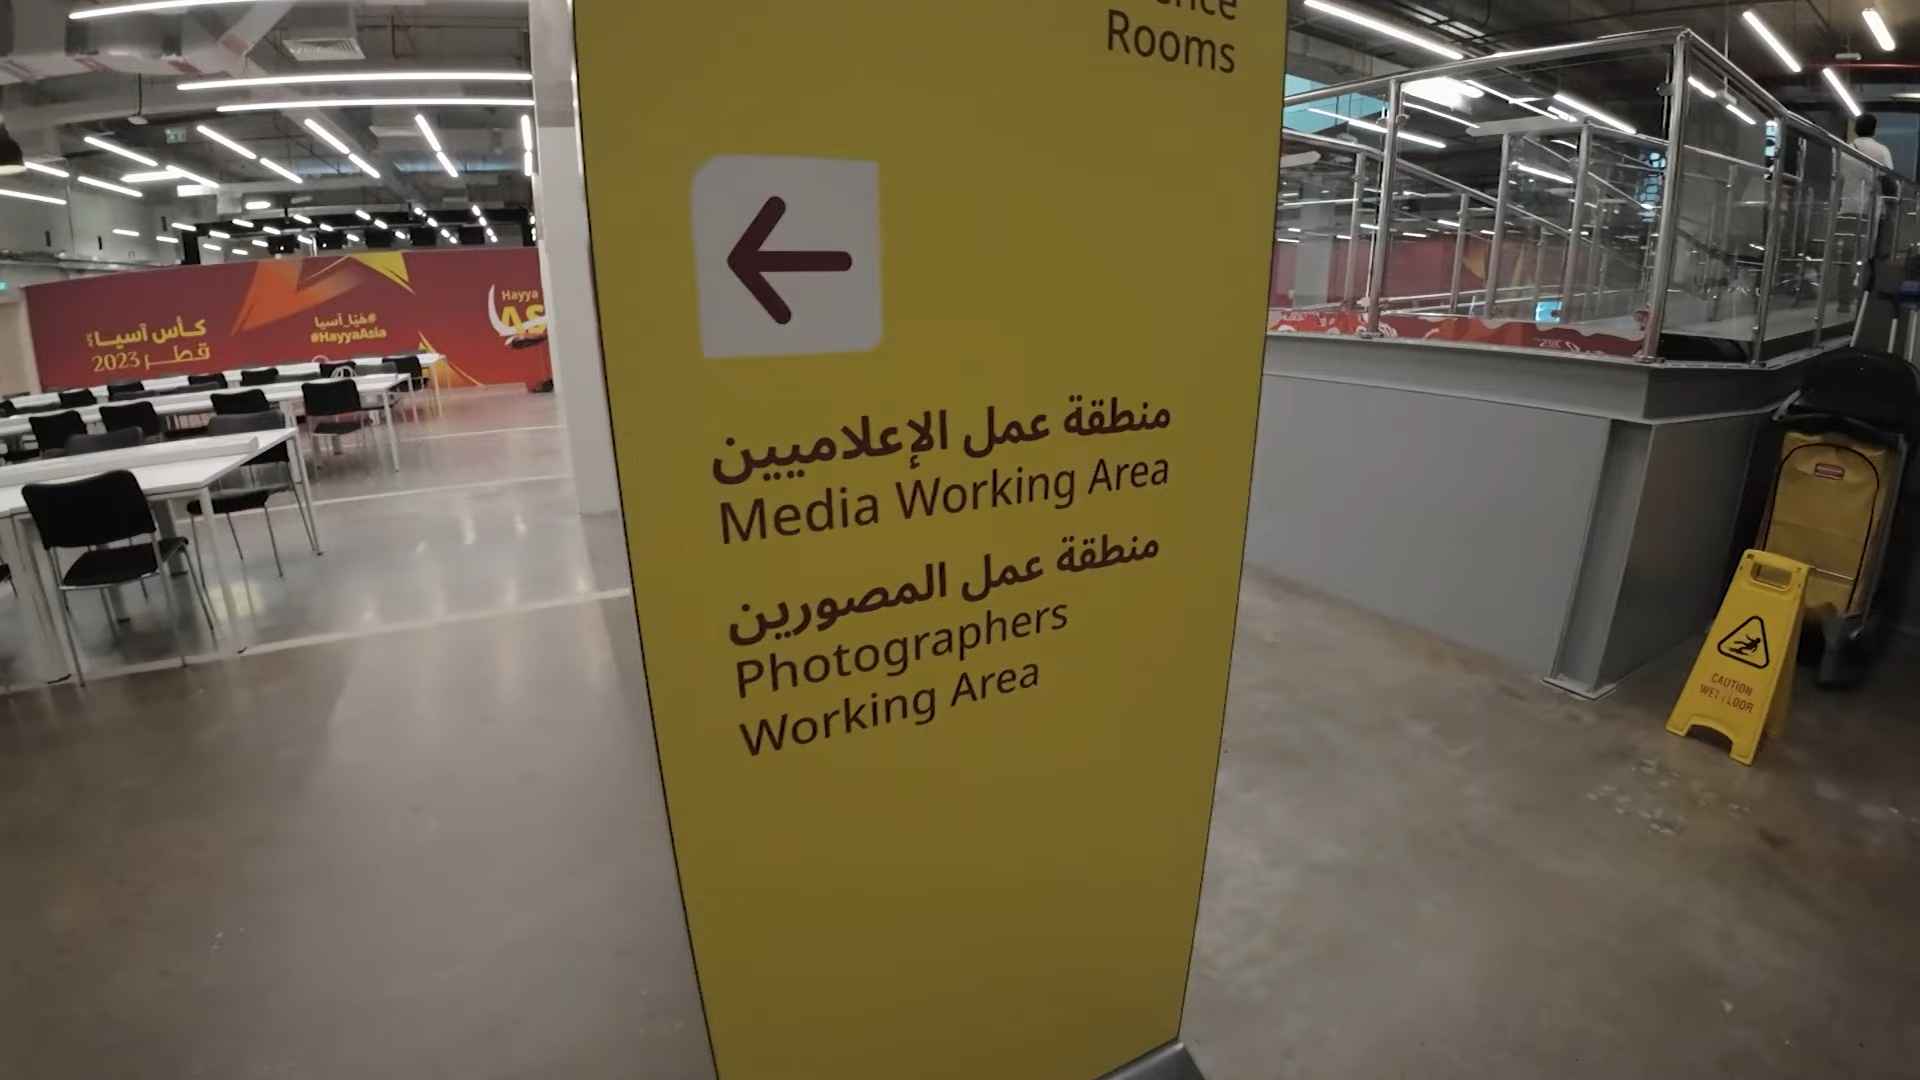 Rooms
منطقة عمل الإعلاميين
Media Working Area
منطقة عمل المصورين
Photographers
Working Area
كأس آسيا
قطر 2023
#هَيّا_آسيا
#HayyaAsia
Hayya
CAUTION
WET FLOOR